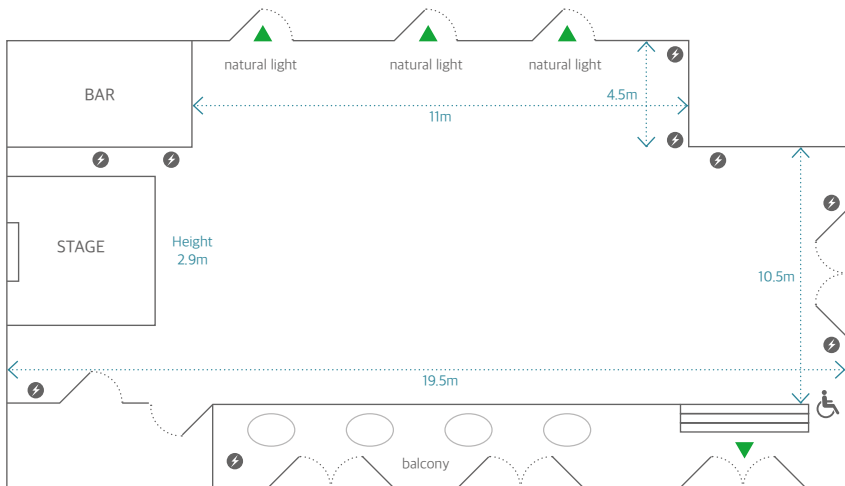 natural light
natural light
natural light
BAR
4.5m
11m
STAGE
Height
2.9m
10.5m
19.5m
balcony